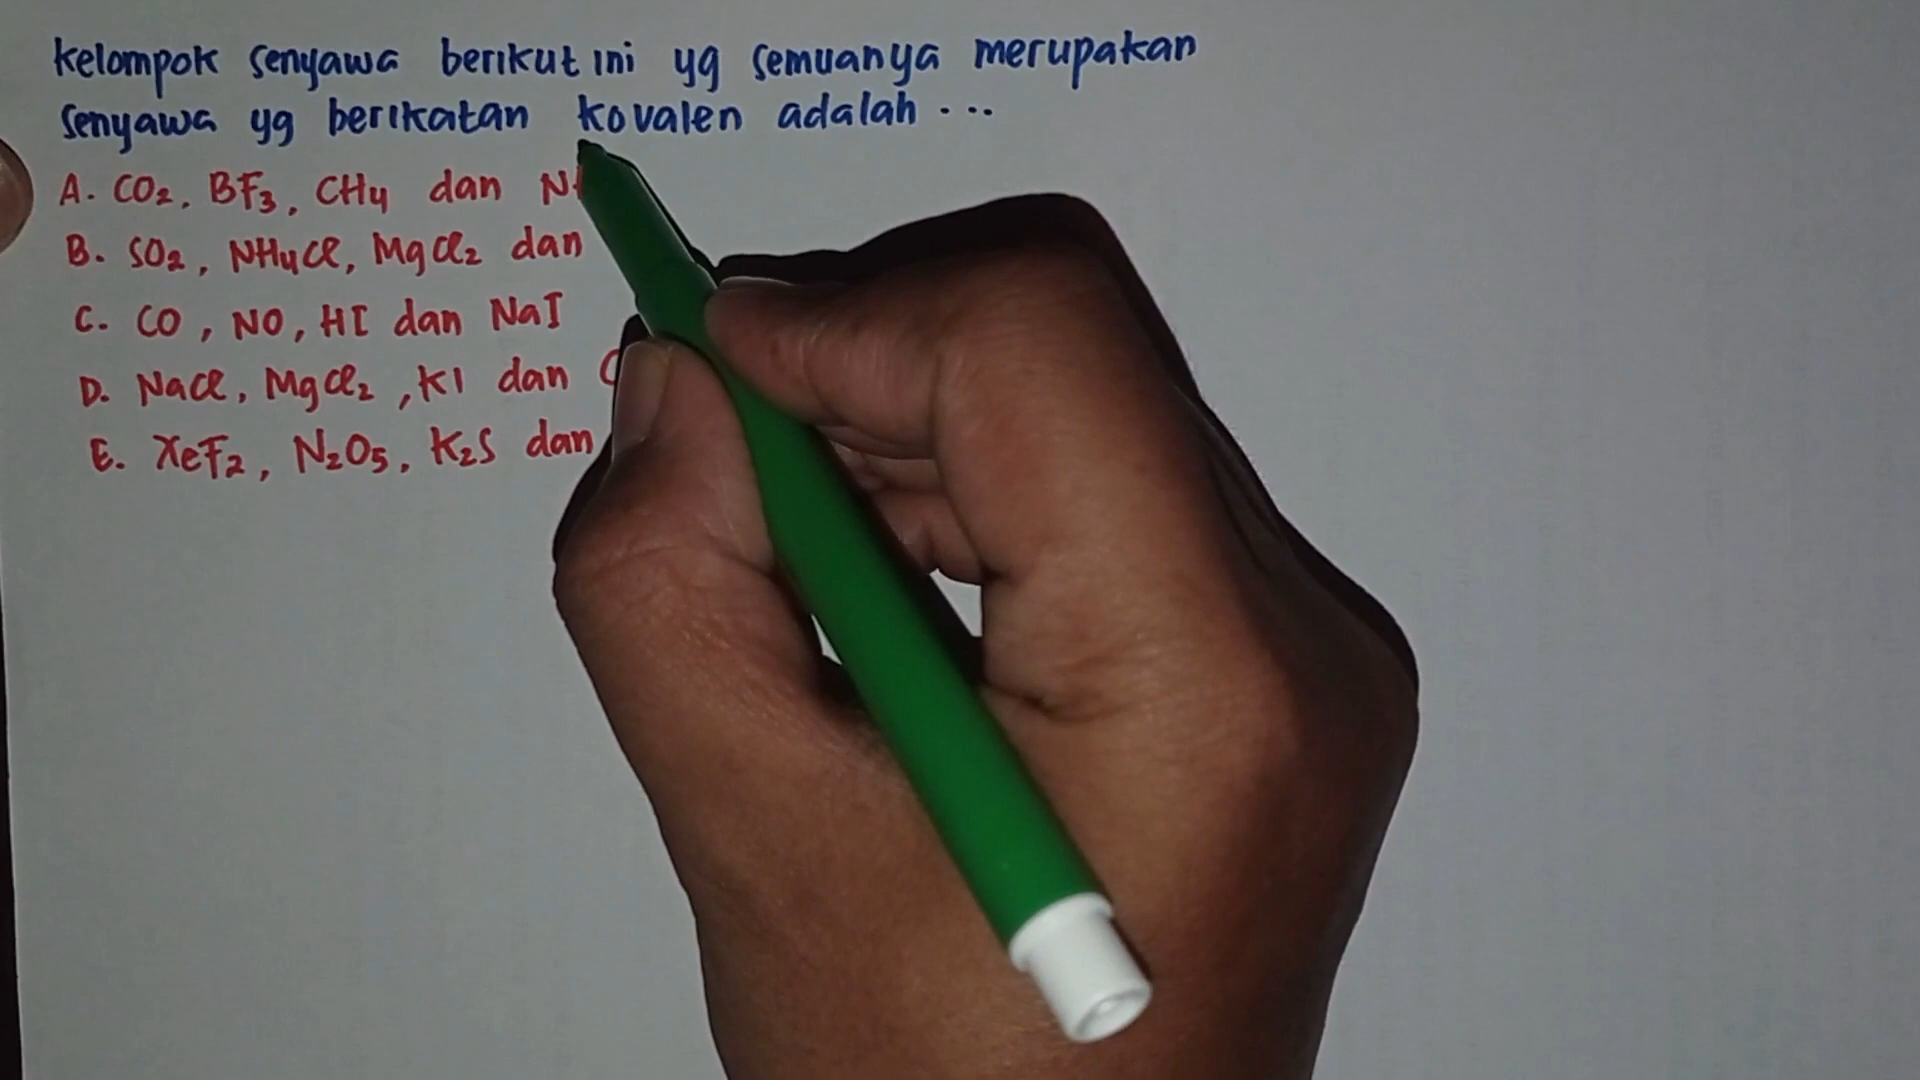 kelompok senyawa berikut ini yg semuanya merupakan
senyawa yg berikatan kovalen adalah ...
A. CO₂, BF₃, CH₄ dan
B. SO₂, NH₄Cl, MgCl₂ dan
C. CO, NO, HI dan NaI
D. NaCl, MgCl₂, KI dan
E. XeF₂, N₂O₅, K₂S dan